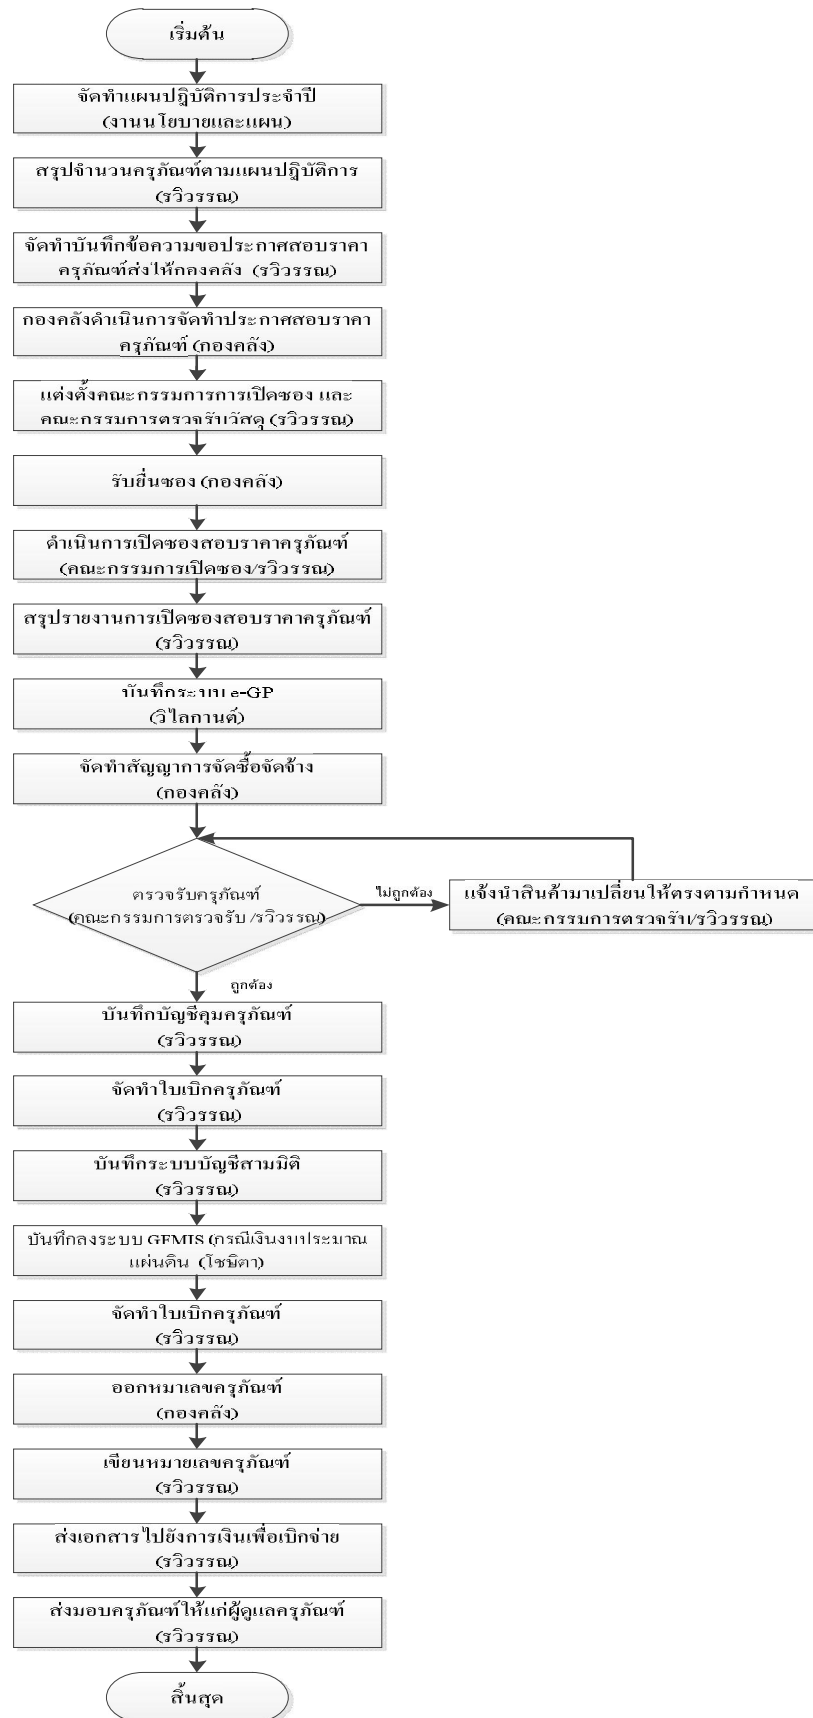 เริ่มต้น
จัดทำแผนปฎิบัติการประจำปี
(งานนโยบายและแผน)
สรุปจำนวนครุภัณฑ์ตามแผนปฎิบัติการ
(รวิวรรณ)
จัดทำบันทึกข้อความขอประกาศสอบราคา
ครุภัณฑ์ส่งให้กองคลัง (รวิวรรณ)
กองคลังดำเนินการจัดทำประกาศสอบราคา
ครุภัณฑ์ (กองคลัง)
แต่งตั้งคณะกรรมการการเปิดซอง และ
คณะกรรมการตรวจรับวัสดุ (รวิวรรณ)
รับยื่นซอง (กองคลัง)
ดำเนินการเปิดซองสอบราคาครุภัณฑ์
(คณะกรรมการเปิดซอง/รวิวรรณ)
สรุปรายงานการเปิดซองสอบราคาครุภัณฑ์
(รวิวรรณ)
บันทึกระบบ e-GP
(วิไลกานต์)
จัดทำสัญญาการจัดซื้อจัดจ้าง
(กองคลัง)
ตรวจรับครุภัณฑ์
(คณะกรรมการตรวจรับ /รวิวรรณ)
ไม่ถูกต้อง
แจ้งนำสินค้ามาเปลี่ยนให้ตรงตามกำหนด
(คณะกรรมการตรวจรับ/รวิวรรณ)
ถูกต้อง
บันทึกบัญชีคุมครุภัณฑ์
(รวิวรรณ)
จัดทำใบเบิกครุภัณฑ์
(รวิวรรณ)
บันทึกระบบบัญชีสามมิติ
(รวิวรรณ)
บันทึกลงระบบ GFMIS (กรณีเงินงบประมาณ
แผ่นดิน (โชษิตา)
จัดทำใบเบิกครุภัณฑ์
(รวิวรรณ)
ออกหมาเลขครุภัณฑ์
(กองคลัง)
เขียนหมายเลขครุภัณฑ์
(รวิวรรณ)
ส่งเอกสารไปยังการเงินเพื่อเบิกจ่าย
(รวิวรรณ)
ส่งมอบครุภัณฑ์ให้แก่ผู้ดูแลครุภัณฑ์
(รวิวรรณ)
สิ้นสุด